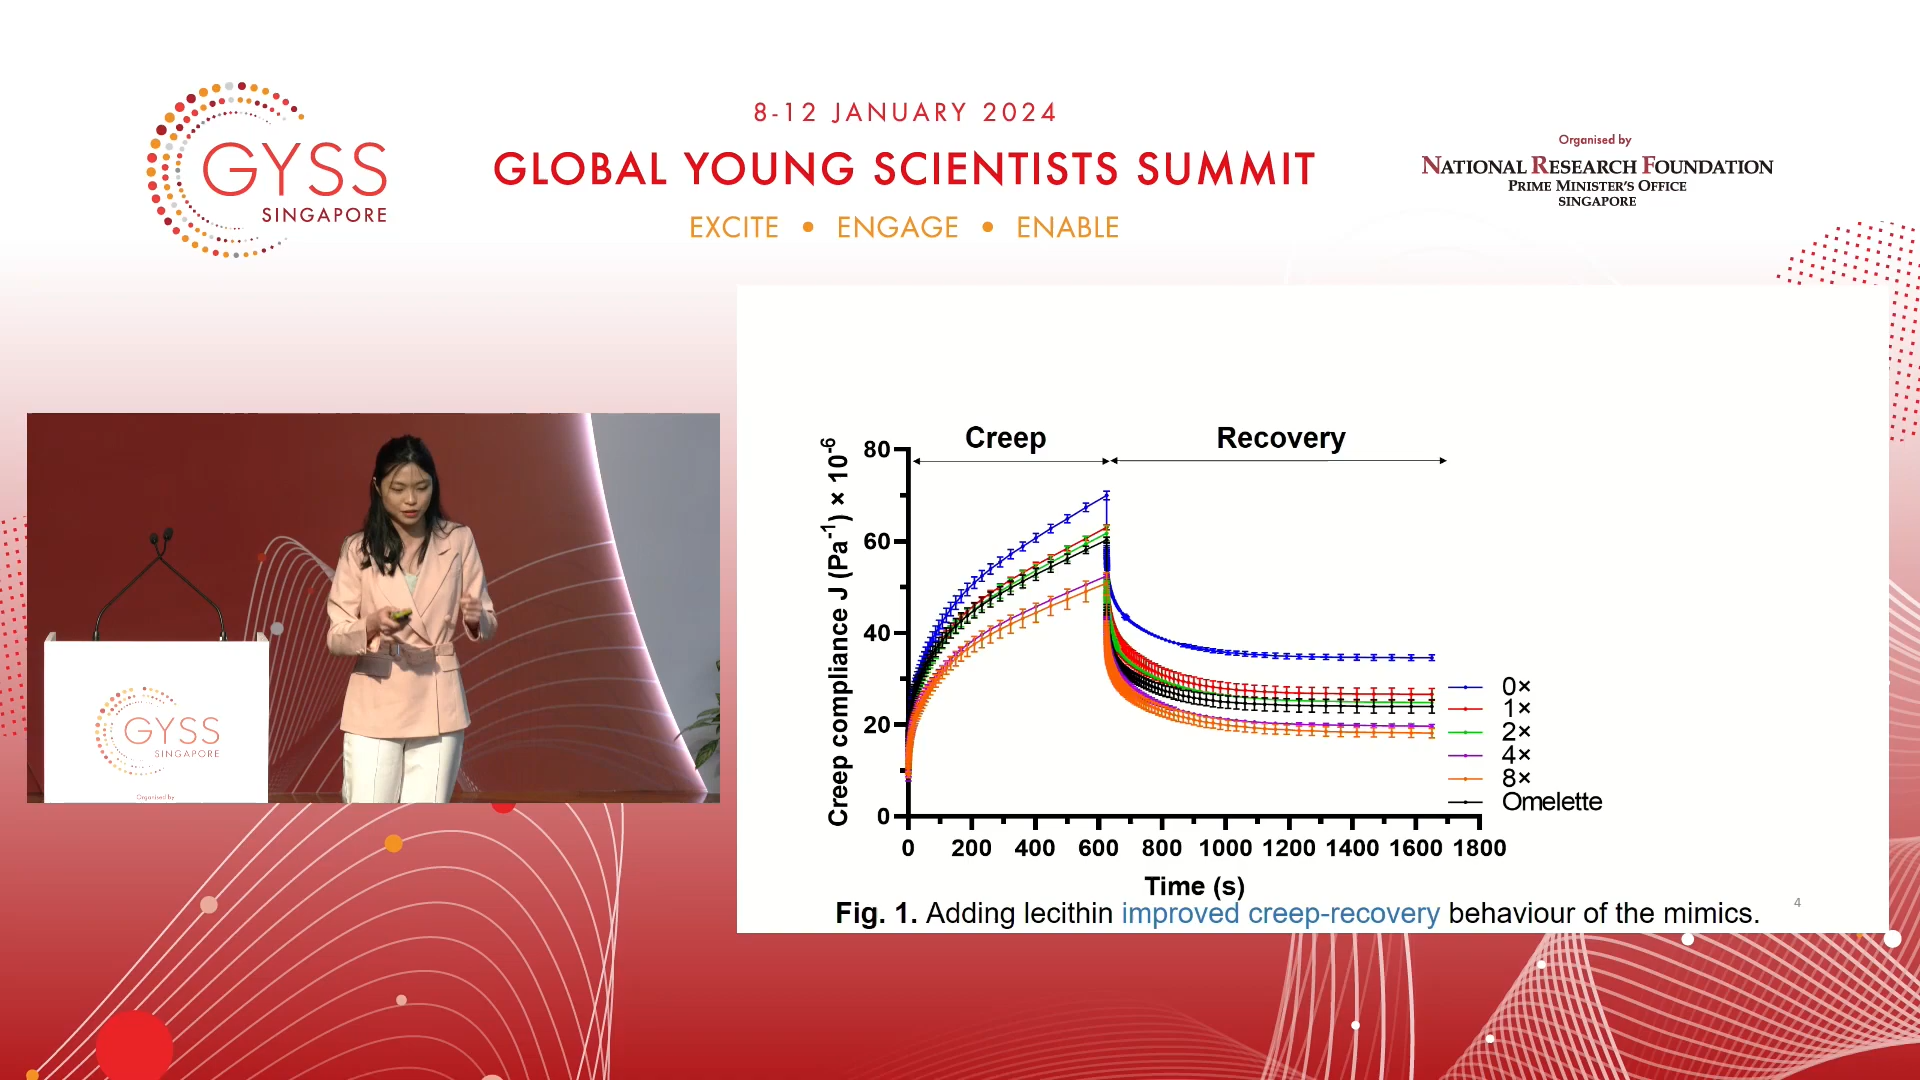 8-12 JANUARY 2024
GLOBAL YOUNG SCIENTISTS SUMMIT
EXCITE • ENGAGE • ENABLE
GYSS
SINGAPORE
Organised by
NATIONAL RESEARCH FOUNDATION
PRIME MINISTER'S OFFICE
SINGAPORE
Creep
Recovery
Creep compliance J (Pa⁻¹) × 10⁻⁶
80
60
40
20
0
0 200 400 600 800 1000 1200 1400 1600 1800
Time (s)
0×
1×
2×
4×
8×
Omelette
Fig. 1. Adding lecithin improved creep-recovery behaviour of the mimics.
4
GYSS
SINGAPORE
Organised by